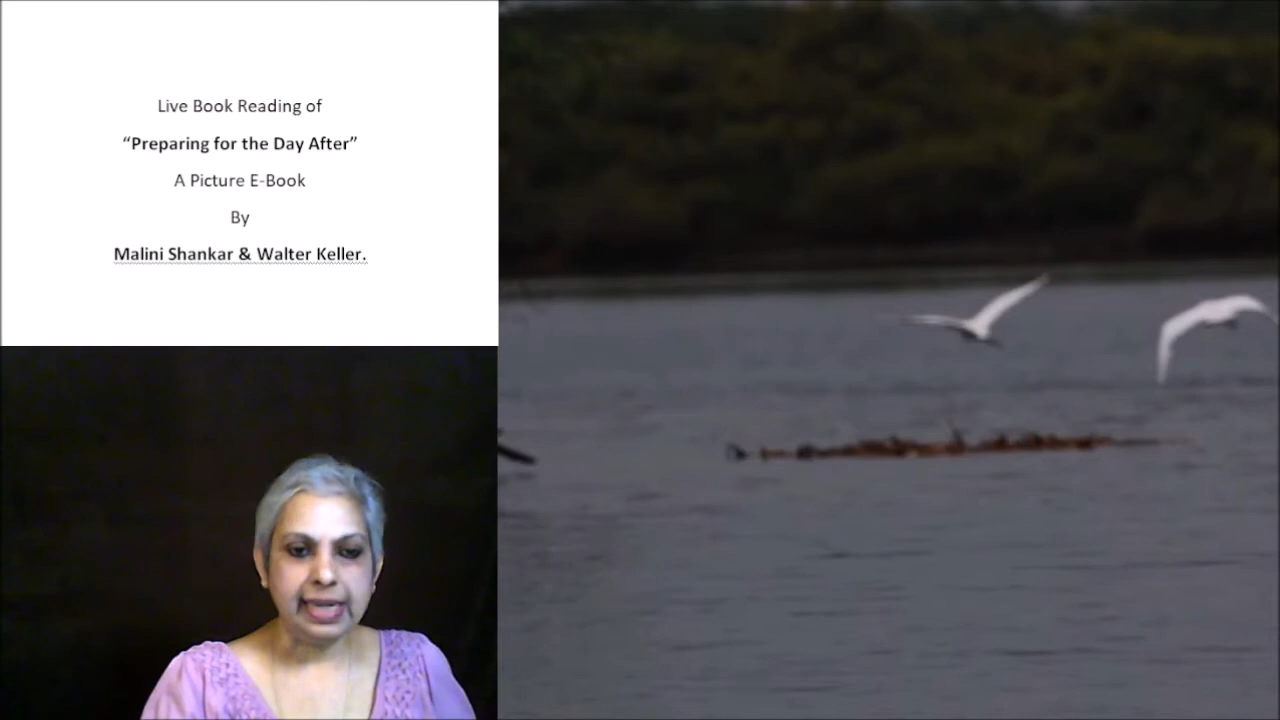 Live Book Reading of
“Preparing for the Day After”
A Picture E-Book
By
Malini Shankar & Walter Keller.